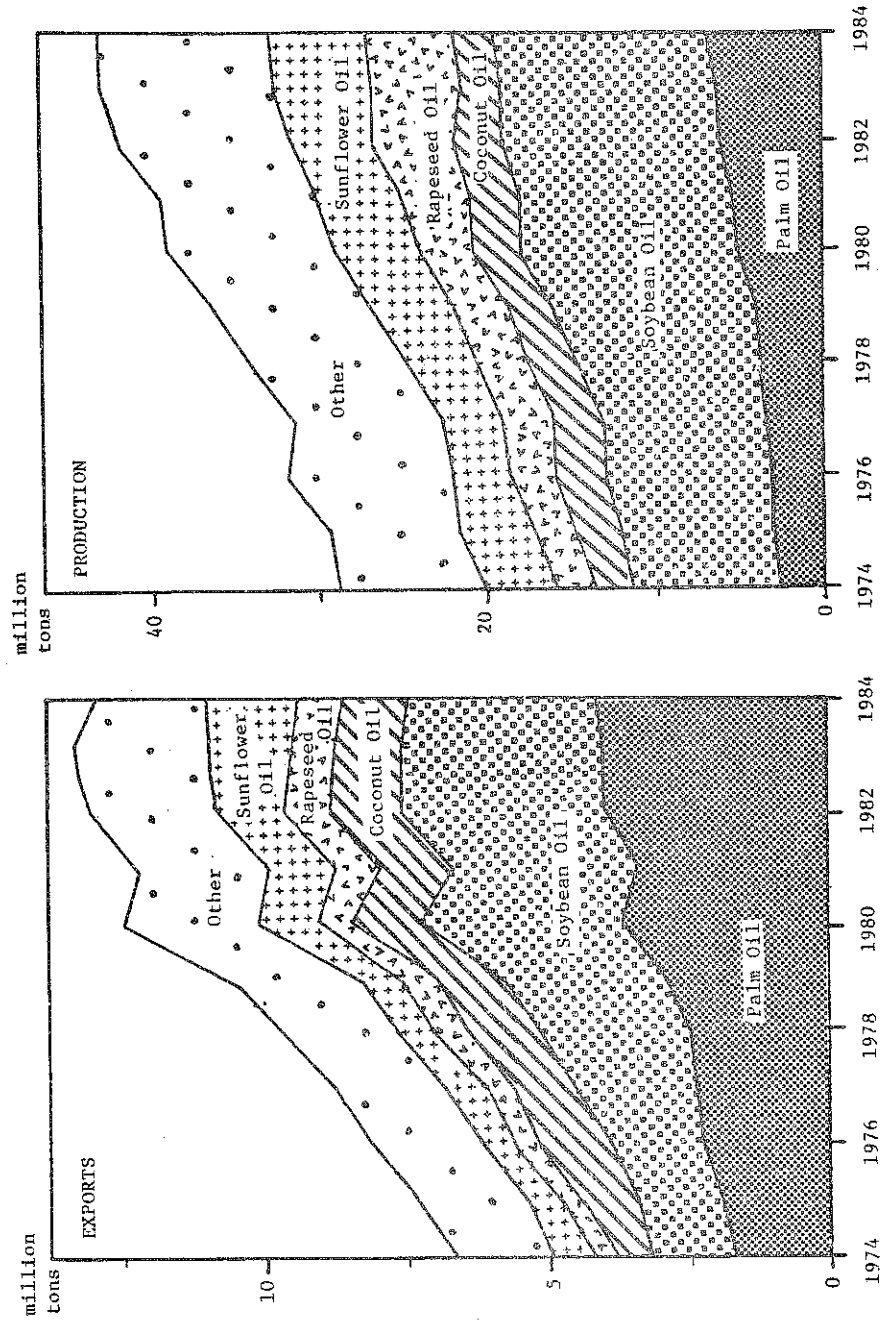 million
tons
EXPORTS
10
5
0
Other
Sunflower
Oil
Rapeseed
Oil
Coconut Oil
Soybean Oil
Palm Oil
1974
1976
1978
1980
1982
1984
million
tons
PRODUCTION
40
20
0
Other
Sunflower Oil
Rapeseed Oil
Coconut Oil
Soybean Oil
Palm Oil
1974
1976
1978
1980
1982
1984